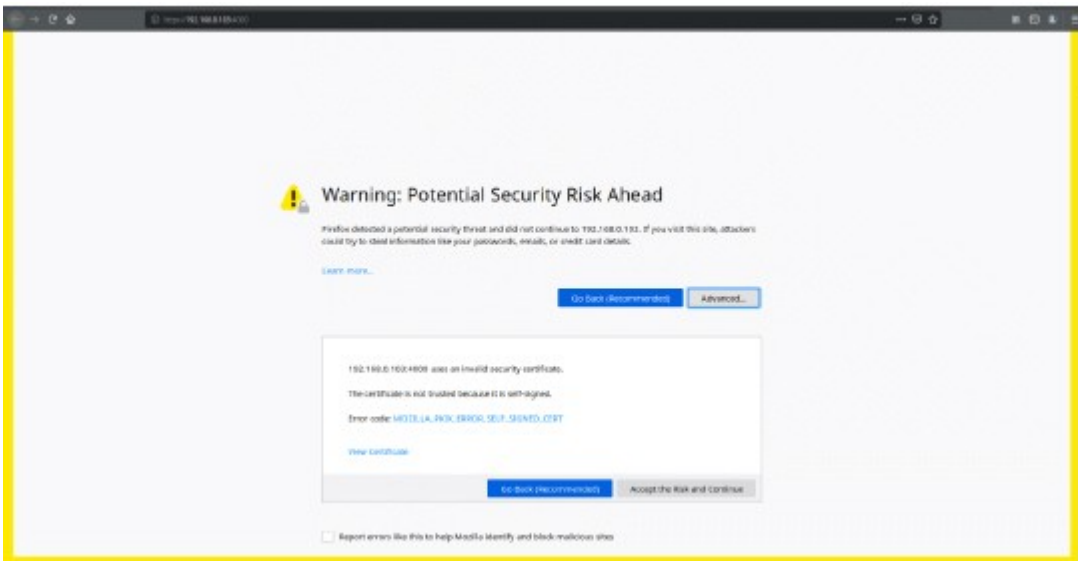 Warning: Potential Security Risk Ahead
Firefox detected a potential security threat and did not continue to If you visit this site, attackers
could try to steal information like your passwords, emails, or credit card details.
Learn more...
Go Back (Recommended) Advanced...
uses an invalid security certificate.
The certificate is not trusted because it is self-signed.
Error code: MOZILLA_PKIX_ERROR_SELF_SIGNED_CERT
View Certificate
Go Back (Recommended) Accept the Risk and Continue
Report errors like this to help Mozilla identify and block malicious sites